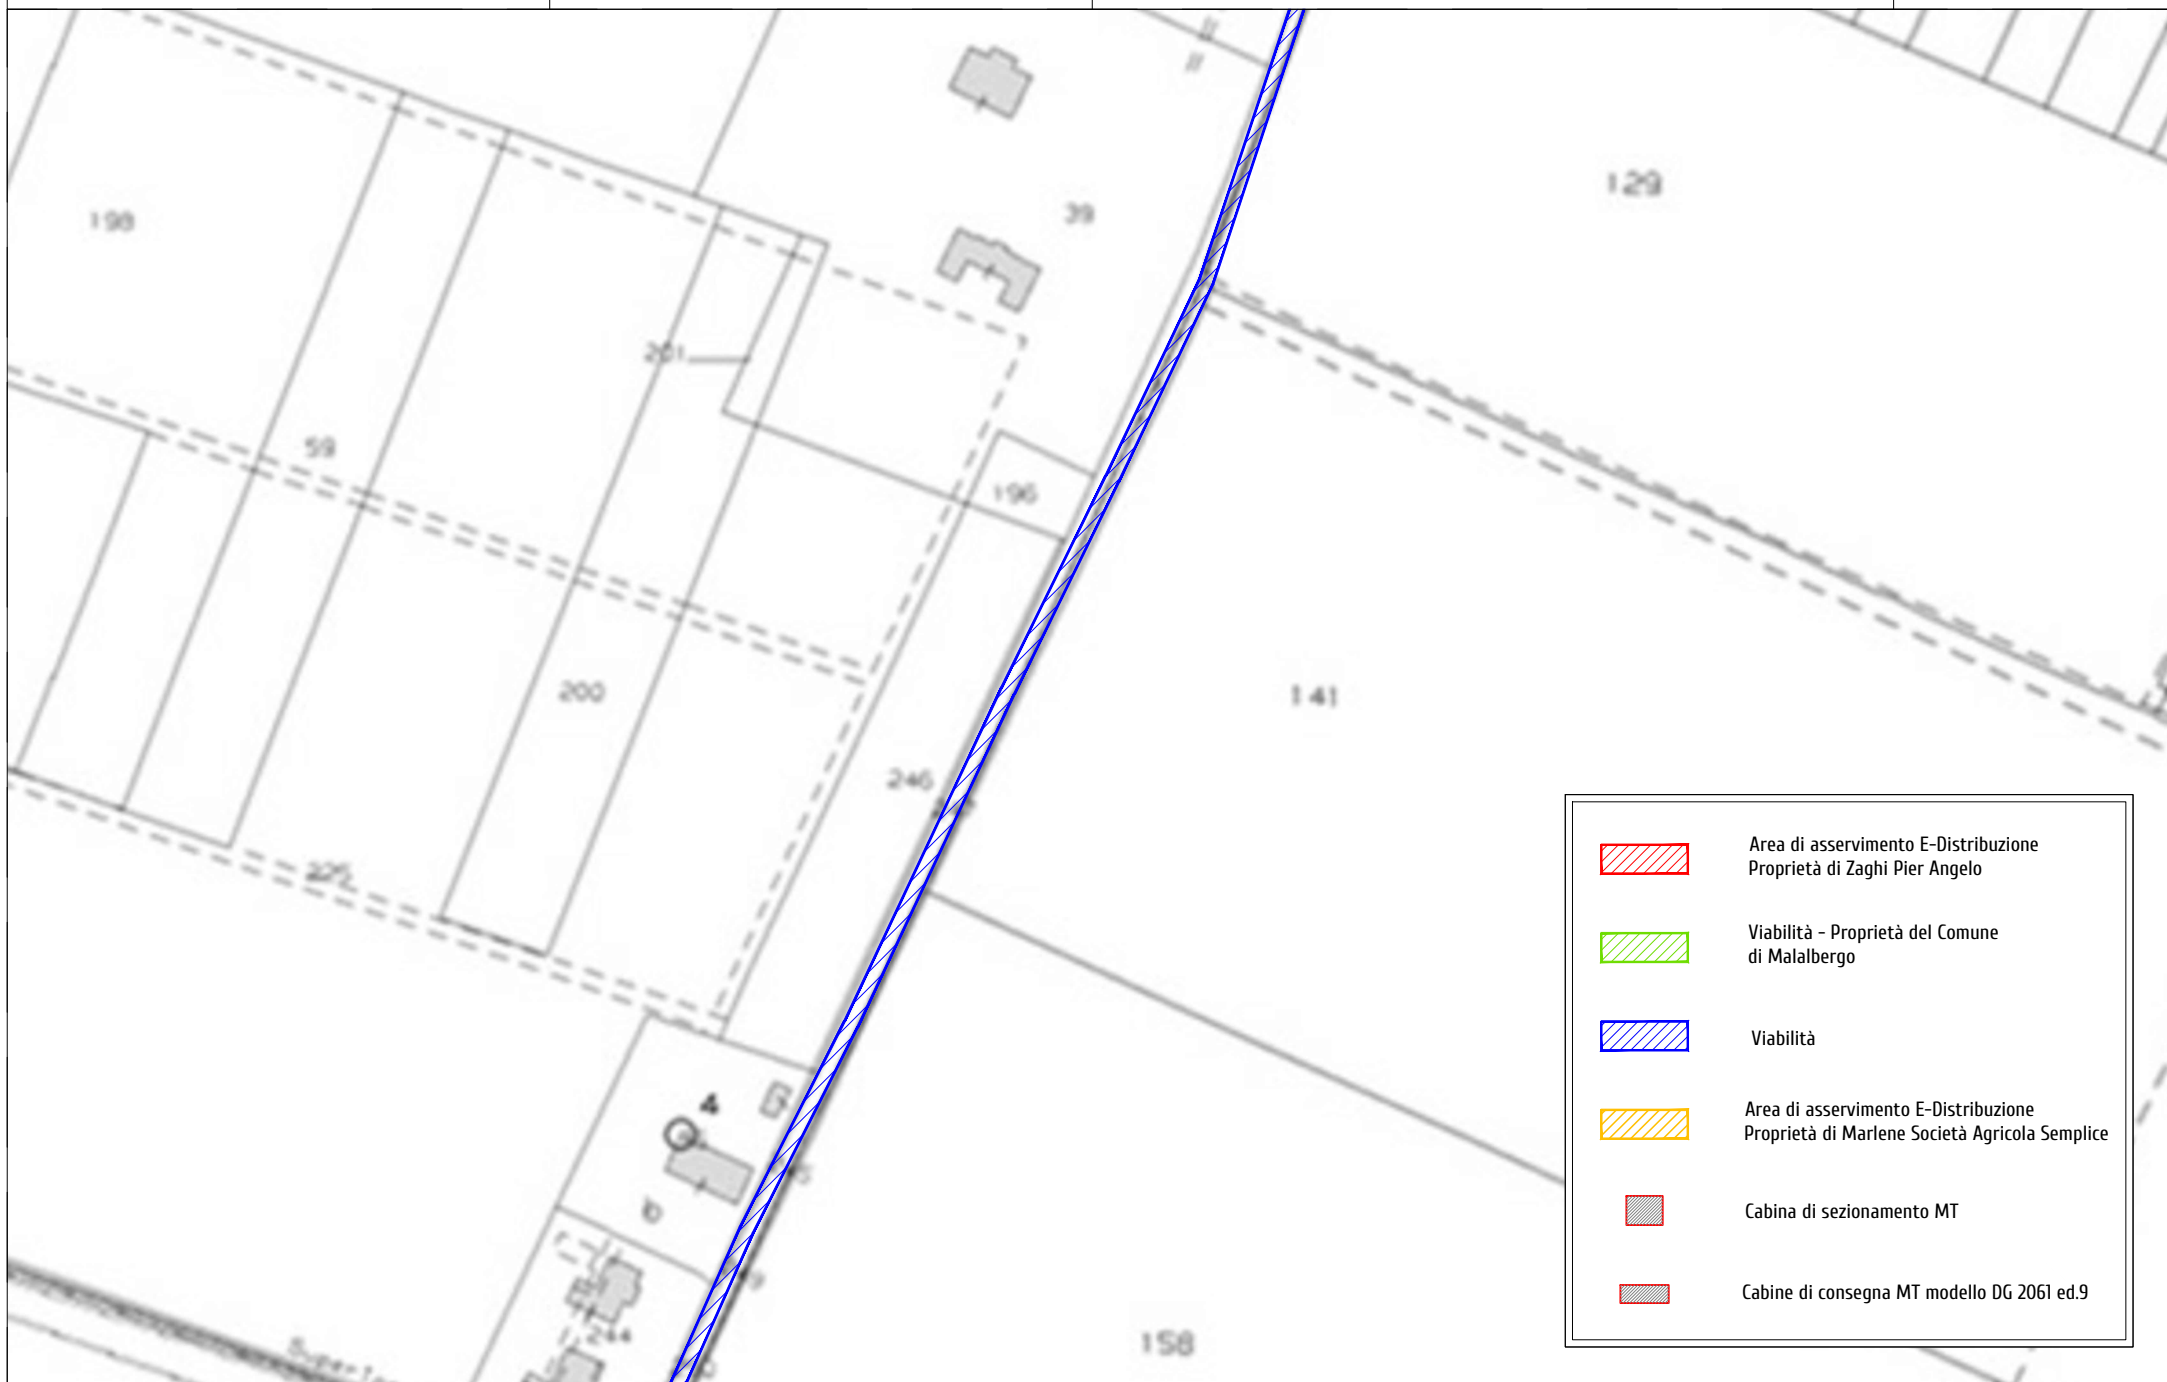 129
198
39
201
59
196
200
141
246
225
4
244
158
Area di asservimento E-Distribuzione
Proprietà di Zaghi Pier Angelo
Viabilità - Proprietà del Comune
di Malalbergo
Viabilità
Area di asservimento E-Distribuzione
Proprietà di Marlene Società Agricola Semplice
Cabina di sezionamento MT
Cabine di consegna MT modello DG 2061 ed.9